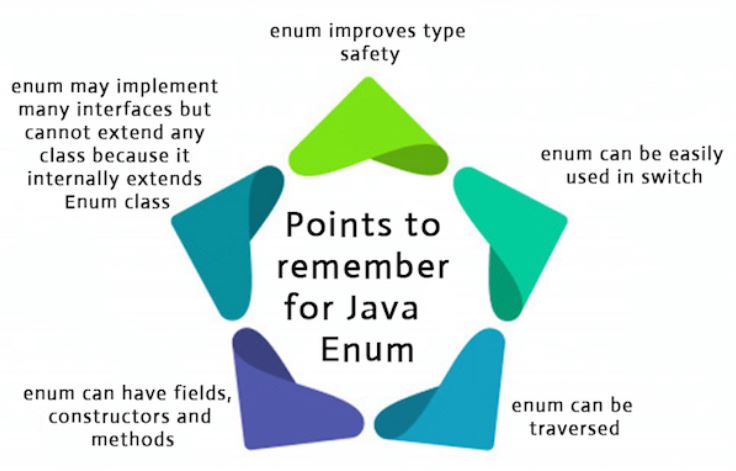 enum improves type
safety
enum may implement
many interfaces but
cannot extend any
class because it
internally extends
Enum class
enum can be easily
used in switch
Points to
remember
for Java
Enum
enum can have fields,
constructors and
methods
enum can be
traversed